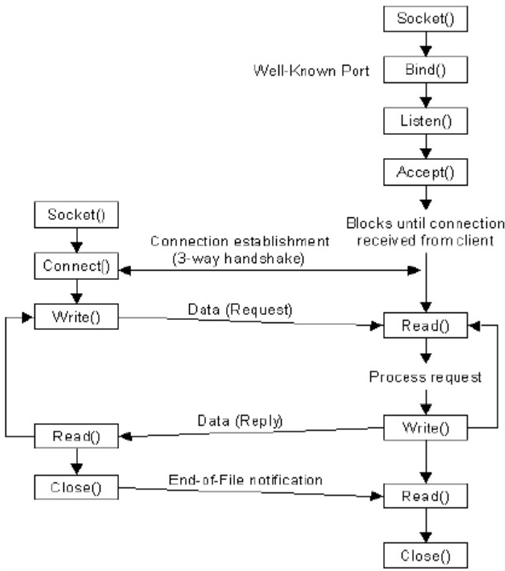 Socket()
Well-Known Port
Bind()
Listen()
Accept()
Socket()
Blocks until connection
received from client
Connection establishment
(3-way handshake)
Connect()
Write()
Data (Request)
Read()
Process request
Data (Reply)
Write()
Read()
Close()
End-of-File notification
Read()
Close()